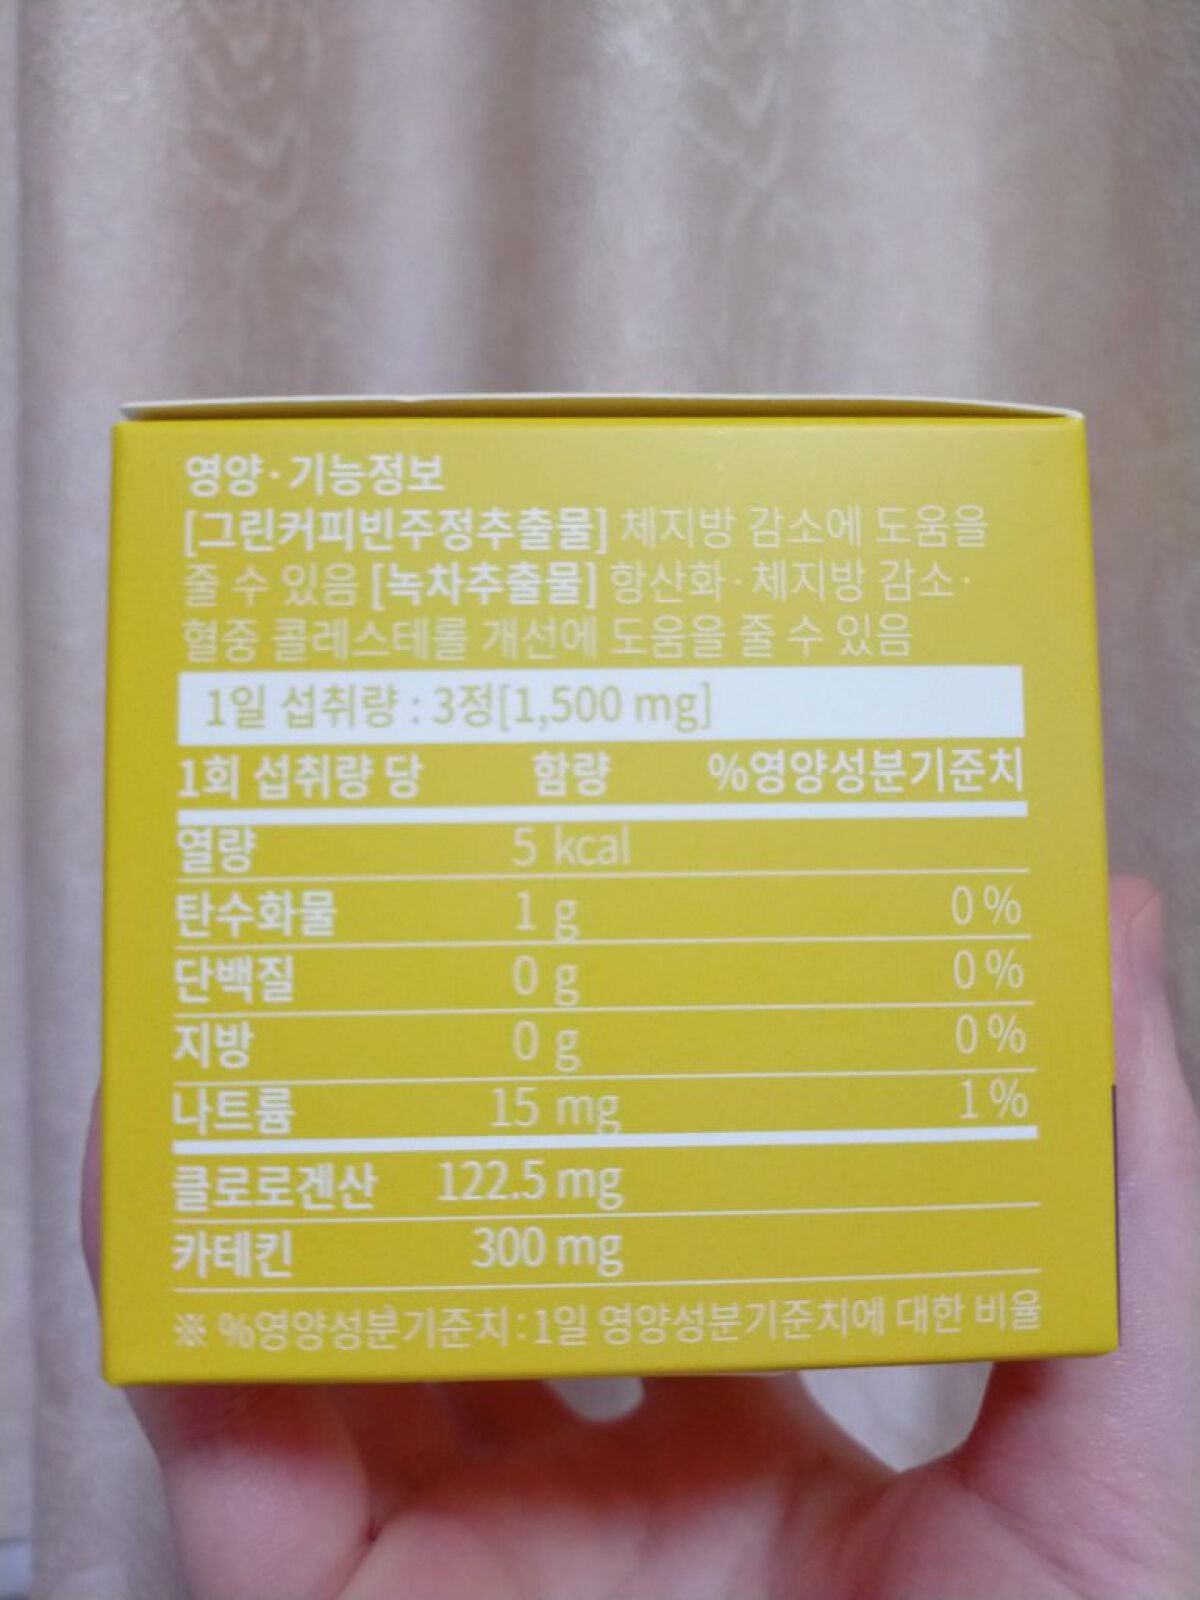 영양·기능정보
[그린커피빈주정추출물] 체지방 감소에 도움을
줄 수 있음 [녹차추출물] 항산화·체지방 감소·
혈중 콜레스테롤 개선에 도움을 줄 수 있음
1일 섭취량 : 3정[1,500 mg]
1회 섭취량 당 함량 %영양성분기준치
열량 5 kcal
탄수화물 1 g 0 %
단백질 0 g 0 %
지방 0 g 0 %
나트륨 15 mg 1 %
클로로겐산 122.5 mg
카테킨 300 mg
※ %영양성분기준치:1일 영양성분기준치에 대한 비율